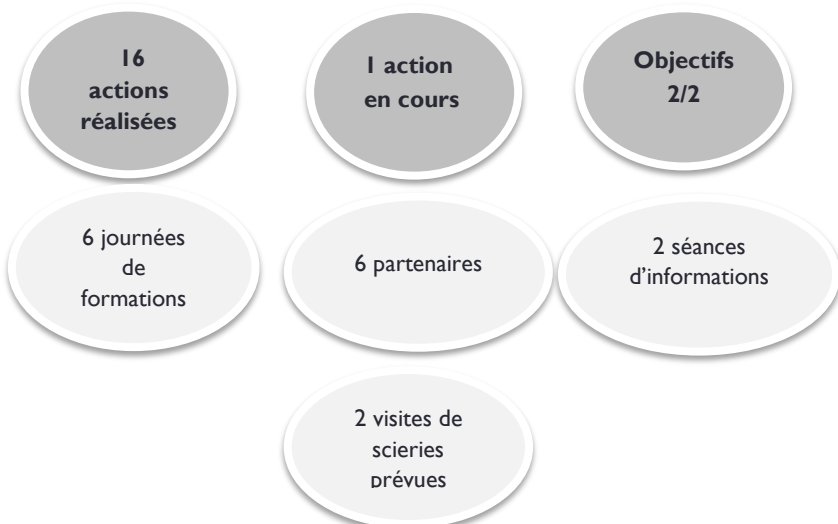 16
actions
réalisées
1 action
en cours
Objectifs
2/2
6 journées
de
formations
6 partenaires
2 séances
d'informations
2 visites de
scieries
prévues